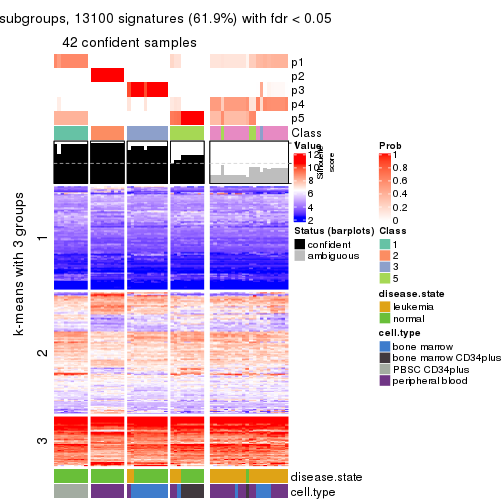 subgroups, 13100 signatures (61.9%) with fdr < 0.05
42 confident samples
p1
p2
p3
p4
p5
Class
1
2
3
k-means with 3 groups
disease.state
cell.type
Value
12
10
8
6
4
2
Silhouette
score
Prob
1
0.8
0.6
0.4
0.2
0
Status (barplots)
confident
ambiguous
Class
1
2
3
5
disease.state
leukemia
normal
cell.type
bone marrow
bone marrow CD34plus
PBSC CD34plus
peripheral blood